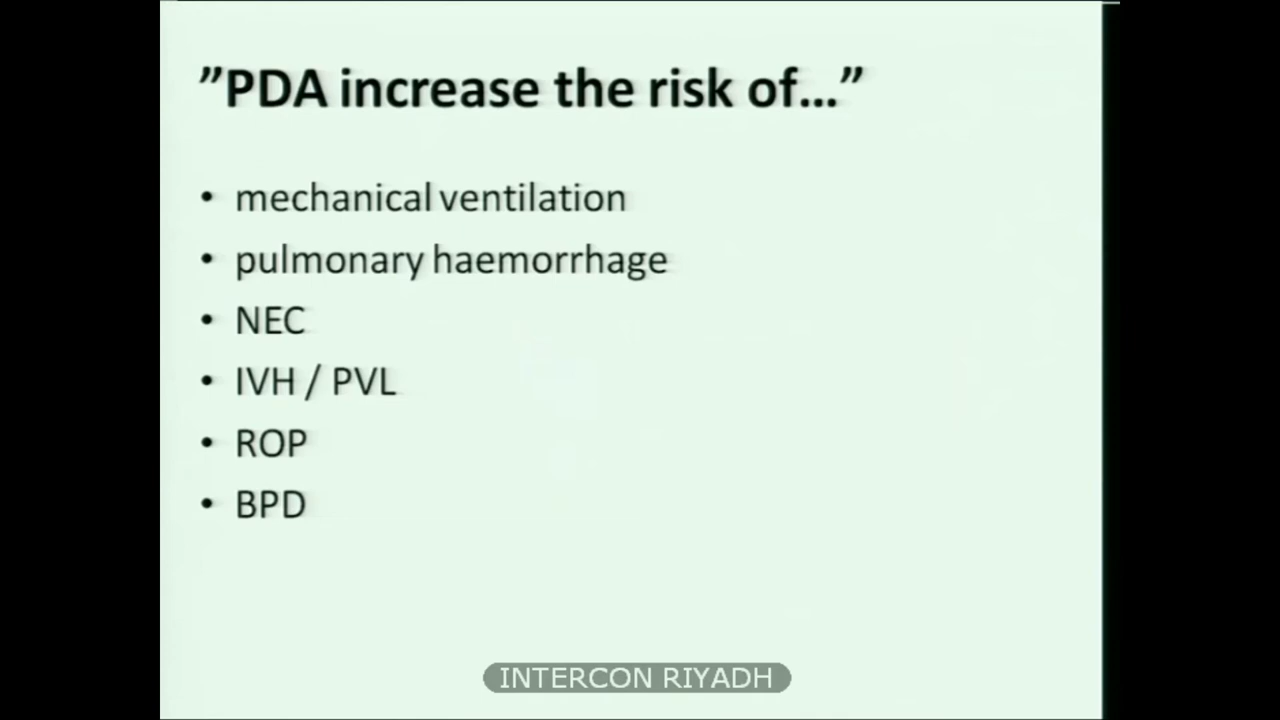 ”PDA increase the risk of...”
• mechanical ventilation
• pulmonary haemorrhage
• NEC
• IVH / PVL
• ROP
• BPD
INTERCON RIYADH